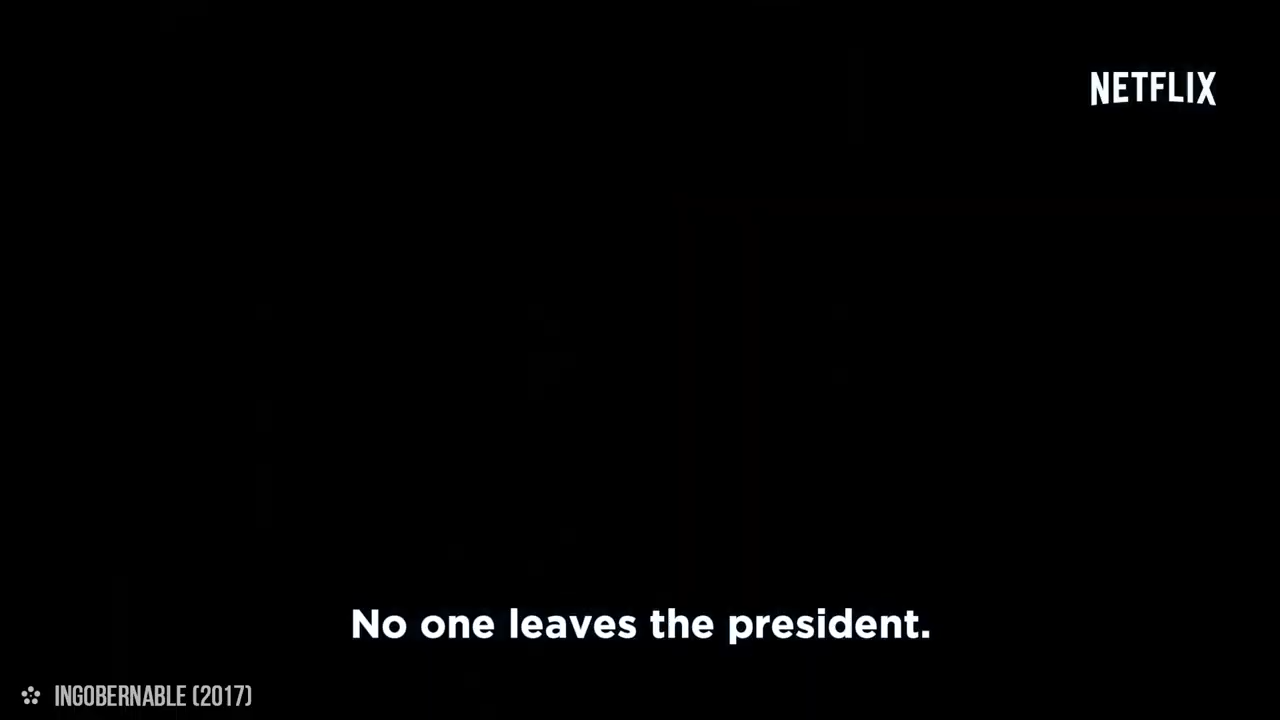 NETFLIX
No one leaves the president.
INGOBERNABLE (2017)